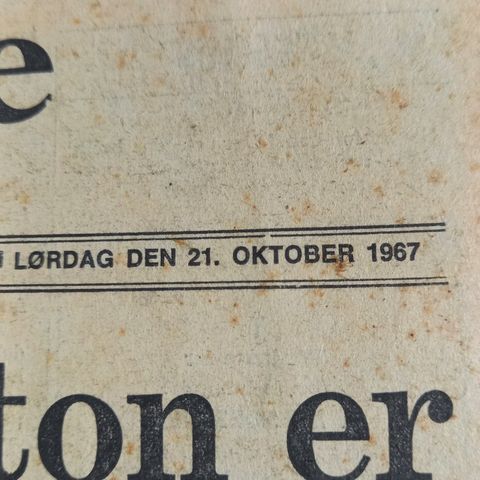 e
LØRDAG DEN 21. OKTOBER 1967
ton er